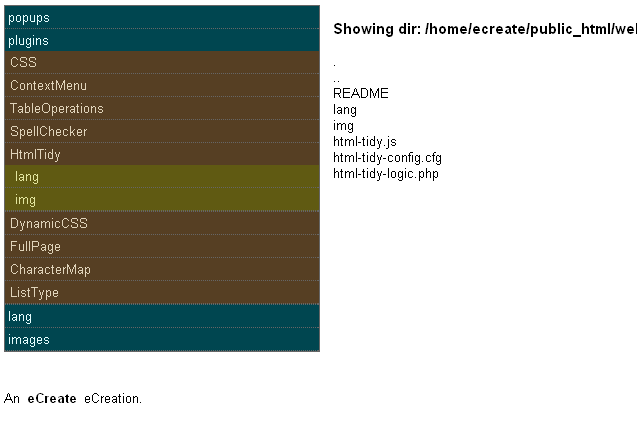 popups
plugins
CSS
ContextMenu
TableOperations
SpellChecker
HtmlTidy
lang
img
DynamicCSS
FullPage
CharacterMap
ListType
lang
images
Showing dir: /home/ecreate/public_html/wel
.
..
README
lang
img
html-tidy.js
html-tidy-config.cfg
html-tidy-logic.php
An eCreate eCreation.